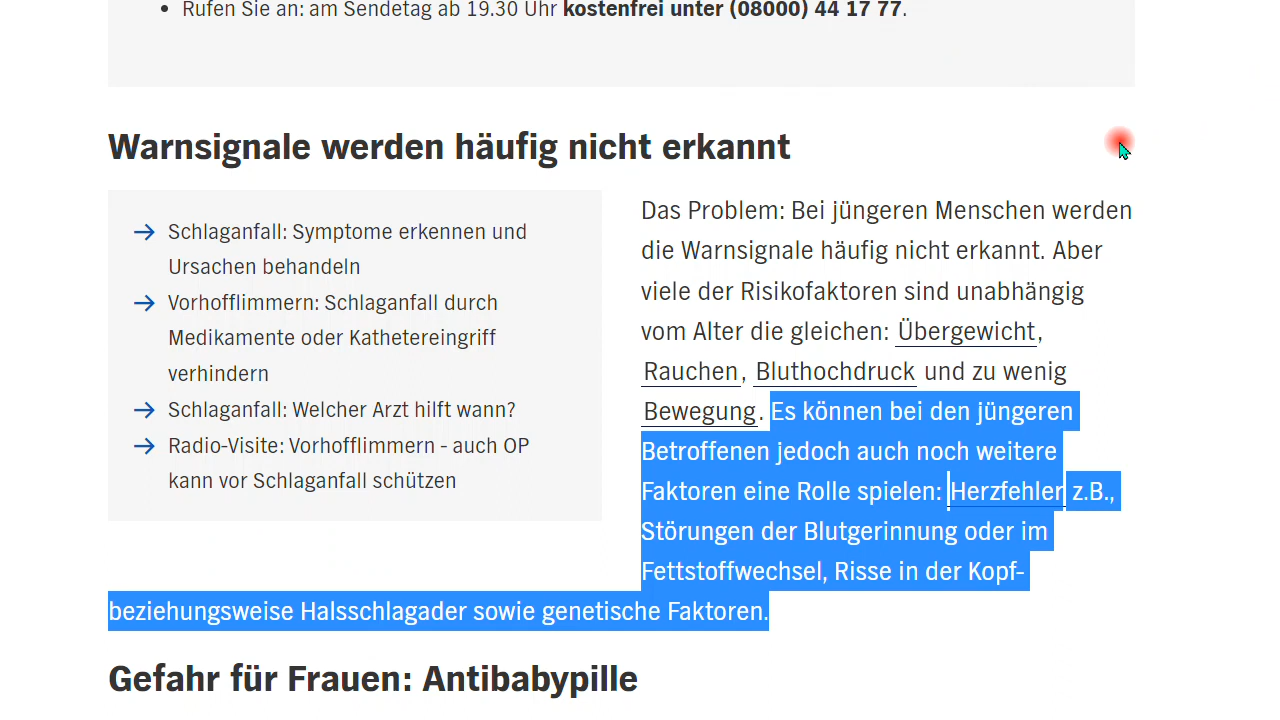 Rufen Sie an: am Sendetag ab 19.30 Uhr kostenfrei unter (08000) 44 17 77.
Warnsignale werden häufig nicht erkannt
Schlaganfall: Symptome erkennen und
Ursachen behandeln
Vorhofflimmern: Schlaganfall durch
Medikamente oder Kathetereingriff
verhindern
Schlaganfall: Welcher Arzt hilft wann?
Radio-Visite: Vorhofflimmern - auch OP
kann vor Schlaganfall schützen
Das Problem: Bei jüngeren Menschen werden
die Warnsignale häufig nicht erkannt. Aber
viele der Risikofaktoren sind unabhängig
vom Alter die gleichen: Übergewicht,
Rauchen, Bluthochdruck und zu wenig
Bewegung. Es können bei den jüngeren
Betroffenen jedoch auch noch weitere
Faktoren eine Rolle spielen: Herzfehler z.B.,
Störungen der Blutgerinnung oder im
Fettstoffwechsel, Risse in der Kopf-
beziehungsweise Halsschlagader sowie genetische Faktoren.
Gefahr für Frauen: Antibabypille